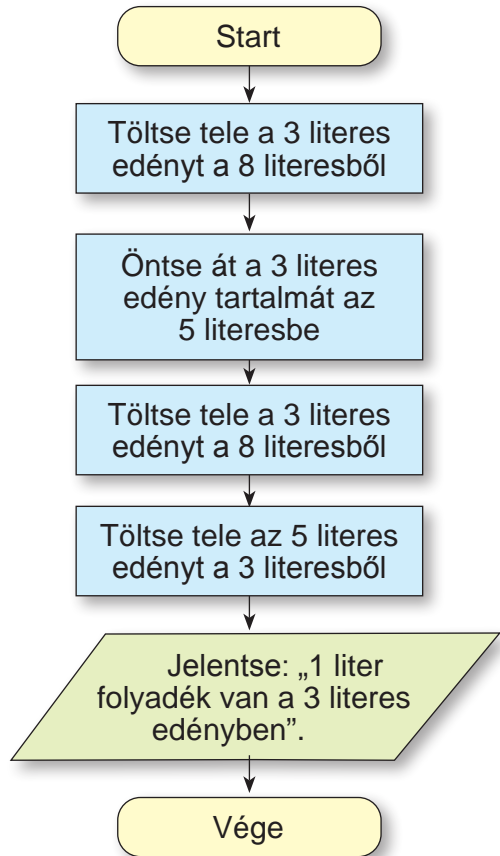 Start
Töltse tele a 3 literes
edényt a 8 literesből
Öntse át a 3 literes
edény tartalmát az
5 literesbe
Töltse tele a 3 literes
edényt a 8 literesből
Töltse tele az 5 literes
edényt a 3 literesből
Jelentse: „1 liter
folyadék van a 3 literes
edényben”.
Vége